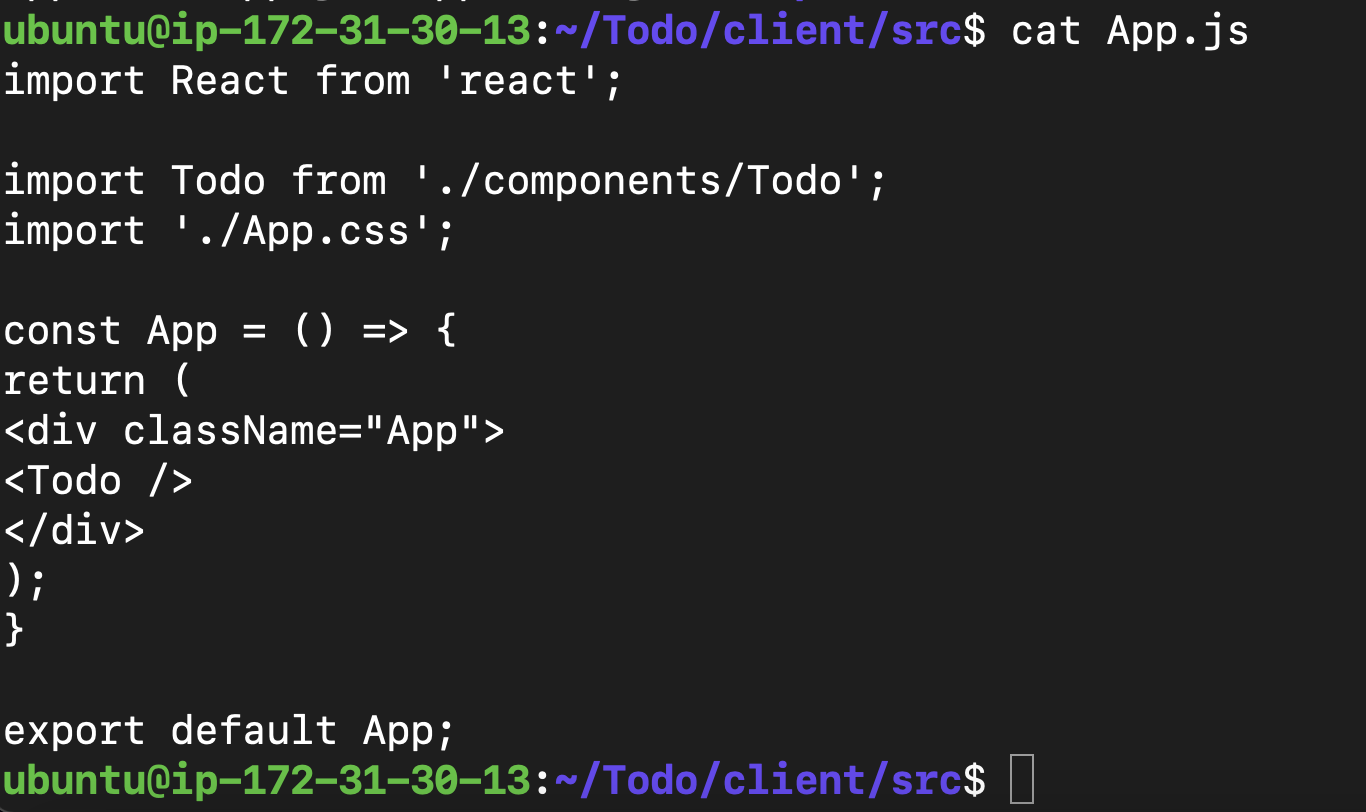 ubuntu@ip-172-31-30-13:~/Todo/client/src$ cat App.js
import React from 'react';
import Todo from './components/Todo';
import './App.css';
const App = () => {
return (
<div className="App">
<Todo />
</div>
);
}
export default App;
ubuntu@ip-172-31-30-13:~/Todo/client/src$